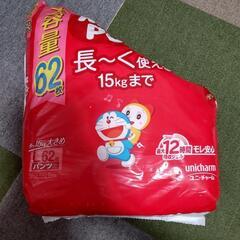 容量
62枚
長～く使え
15kgまで
L 62
パンツ
最大12時間モレ安心
unicharm
ユニ・チャーム